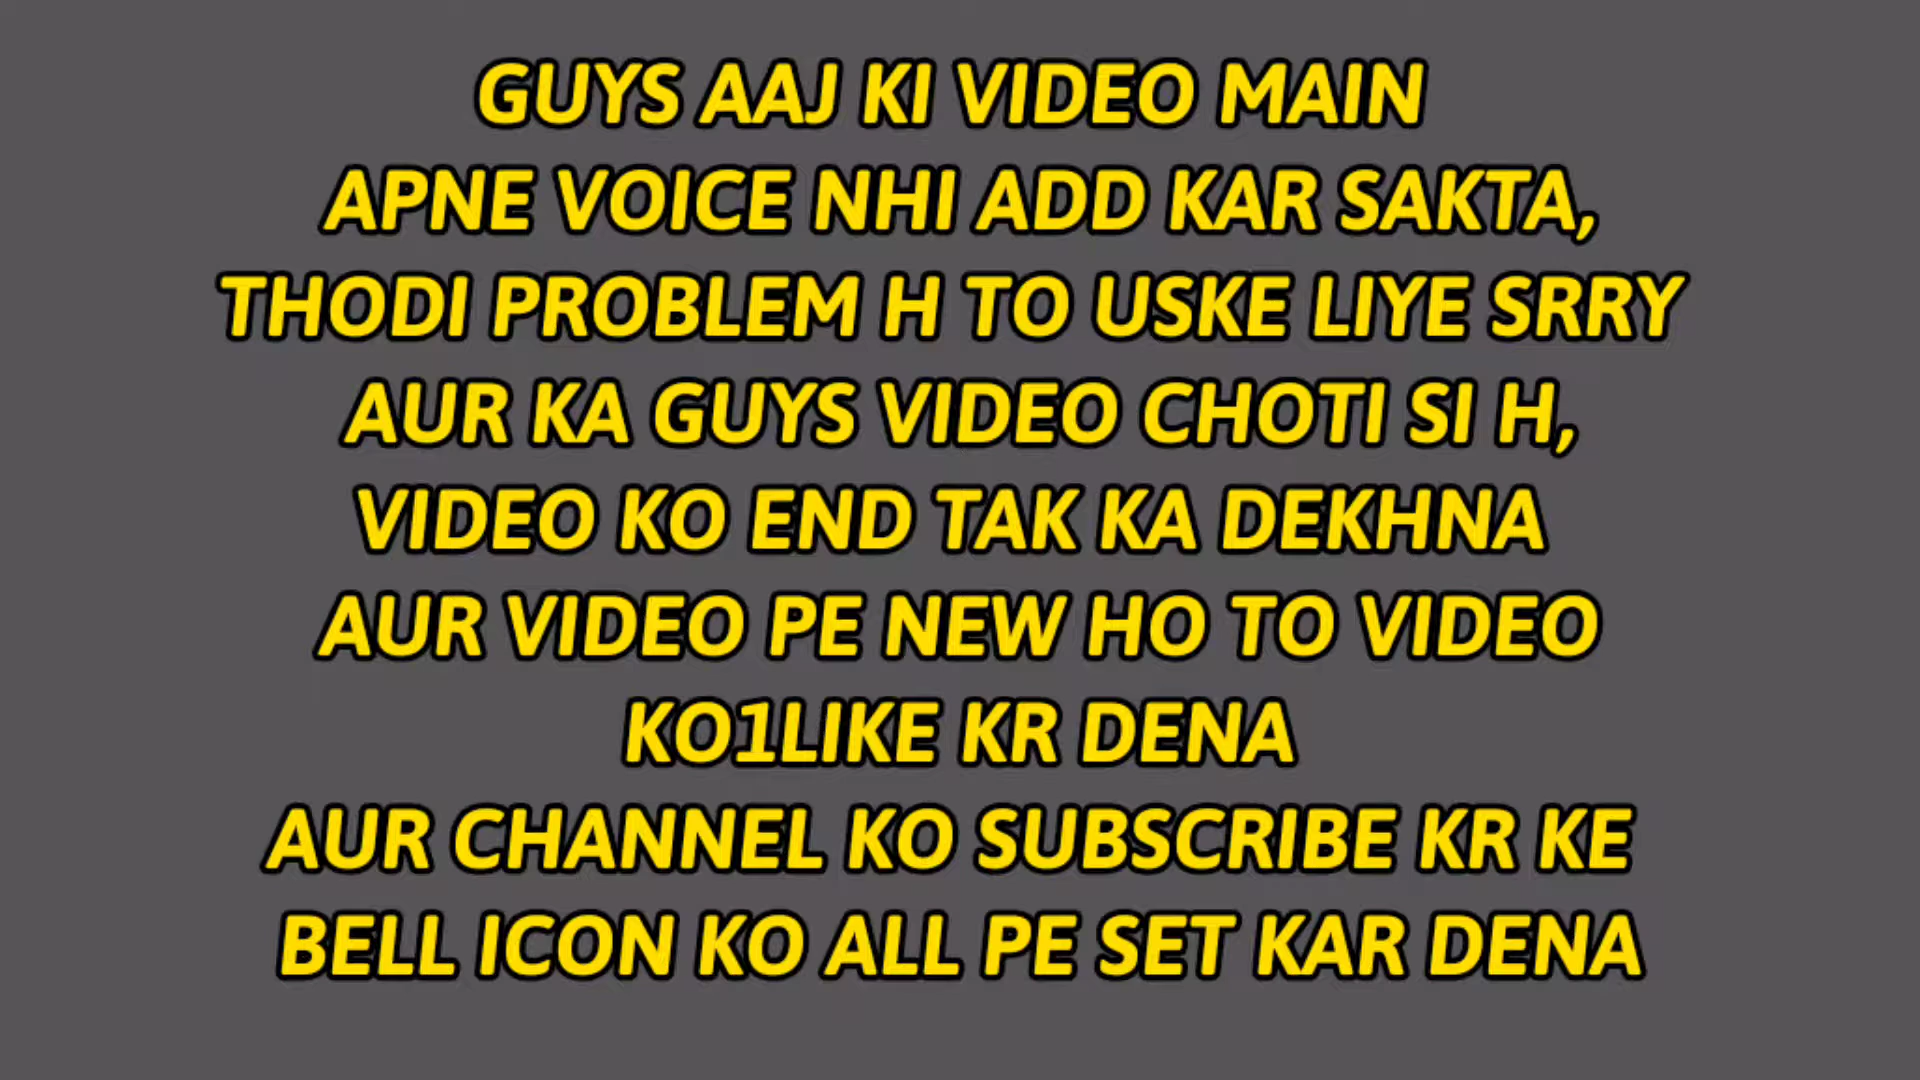 GUYS AAJ KI VIDEO MAIN
APNE VOICE NHI ADD KAR SAKTA,
THODI PROBLEM H TO USKE LIYE SRRY
AUR KA GUYS VIDEO CHOTI SI H,
VIDEO KO END TAK KA DEKHNA
AUR VIDEO PE NEW HO TO VIDEO
KO1LIKE KR DENA
AUR CHANNEL KO SUBSCRIBE KR KE
BELL ICON KO ALL PE SET KAR DENA